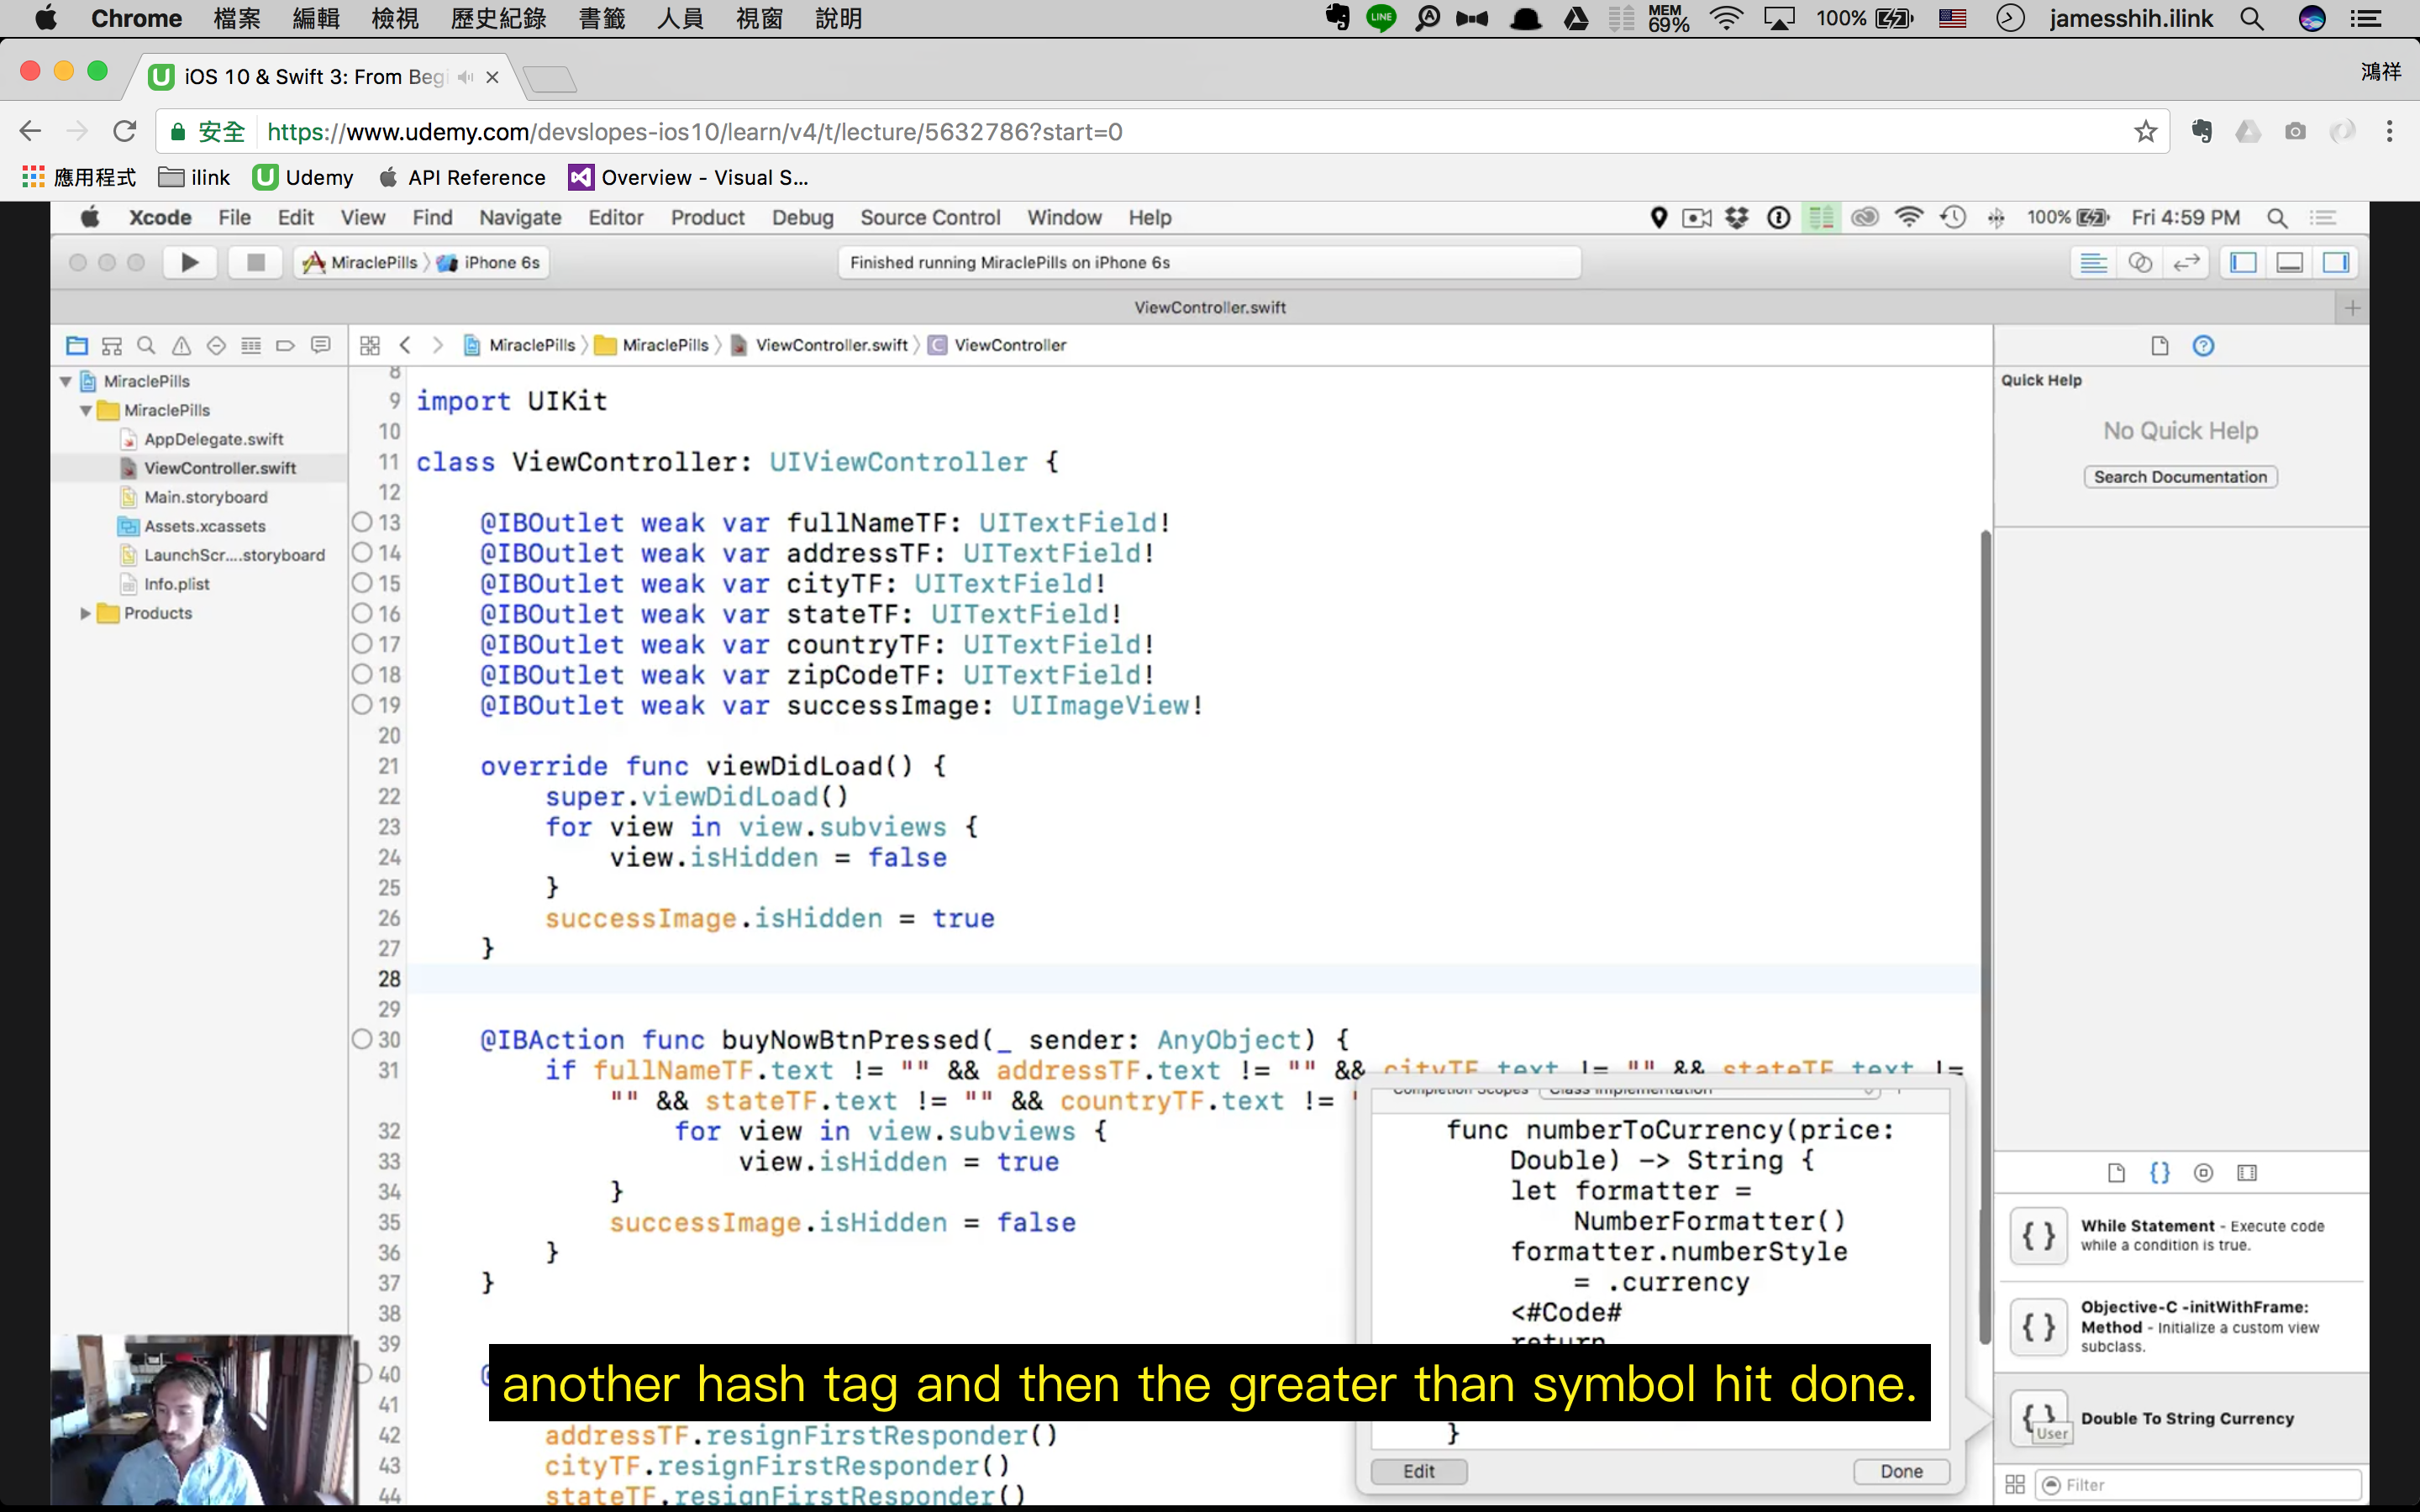 Chrome 檔案 編輯 檢視 歷史紀錄 書籤 人員 視窗 說明 LINE MEM 69% 100% jamesshih.ilink
iOS 10 & Swift 3: From Begi 鴻祥
安全 https://www.udemy.com/devslopes-ios10/learn/v4/t/lecture/5632786?start=0
應用程式 ilink Udemy API Reference Overview - Visual S...
Xcode File Edit View Find Navigate Editor Product Debug Source Control Window Help 100% Fri 4:59 PM
MiraclePills iPhone 6s Finished running MiraclePills on iPhone 6s
ViewController.swift
MiraclePills MiraclePills ViewController.swift C ViewController
MiraclePills
MiraclePills
AppDelegate.swift
ViewController.swift
Main.storyboard
Assets.xcassets
LaunchScr....storyboard
Info.plist
Products
8
9 import UIKit
10
11 class ViewController: UIViewController {
12
13 @IBOutlet weak var fullNameTF: UITextField!
14 @IBOutlet weak var addressTF: UITextField!
15 @IBOutlet weak var cityTF: UITextField!
16 @IBOutlet weak var stateTF: UITextField!
17 @IBOutlet weak var countryTF: UITextField!
18 @IBOutlet weak var zipCodeTF: UITextField!
19 @IBOutlet weak var successImage: UIImageView!
20
21 override func viewDidLoad() {
22 super.viewDidLoad()
23 for view in view.subviews {
24 view.isHidden = false
25 }
26 successImage.isHidden = true
27 }
28
29
30 @IBAction func buyNowBtnPressed(_ sender: AnyObject) {
31 if fullNameTF.text != "" && addressTF.text != "" && cityTF.text != "" && stateTF.text !=
"" && stateTF.text != "" && countryTF.text != "
32 for view in view.subviews {
33 view.isHidden = true
34 }
35 successImage.isHidden = false
36 }
37 }
38
39
40 @
41
42 addressTF.resignFirstResponder()
43 cityTF.resignFirstResponder()
44 stateTF.resignFirstResponder()
Completion Scopes Class Implementation
func numberToCurrency(price:
Double) -> String {
let formatter =
NumberFormatter()
formatter.numberStyle
= .currency
<#Code#
return
}
Edit Done
another hash tag and then the greater than symbol hit done.
Quick Help
No Quick Help
Search Documentation
{ } While Statement - Execute code
while a condition is true.
{ } Objective-C -initWithFrame:
Method - Initialize a custom view
subclass.
{ } User Double To String Currency
Filter